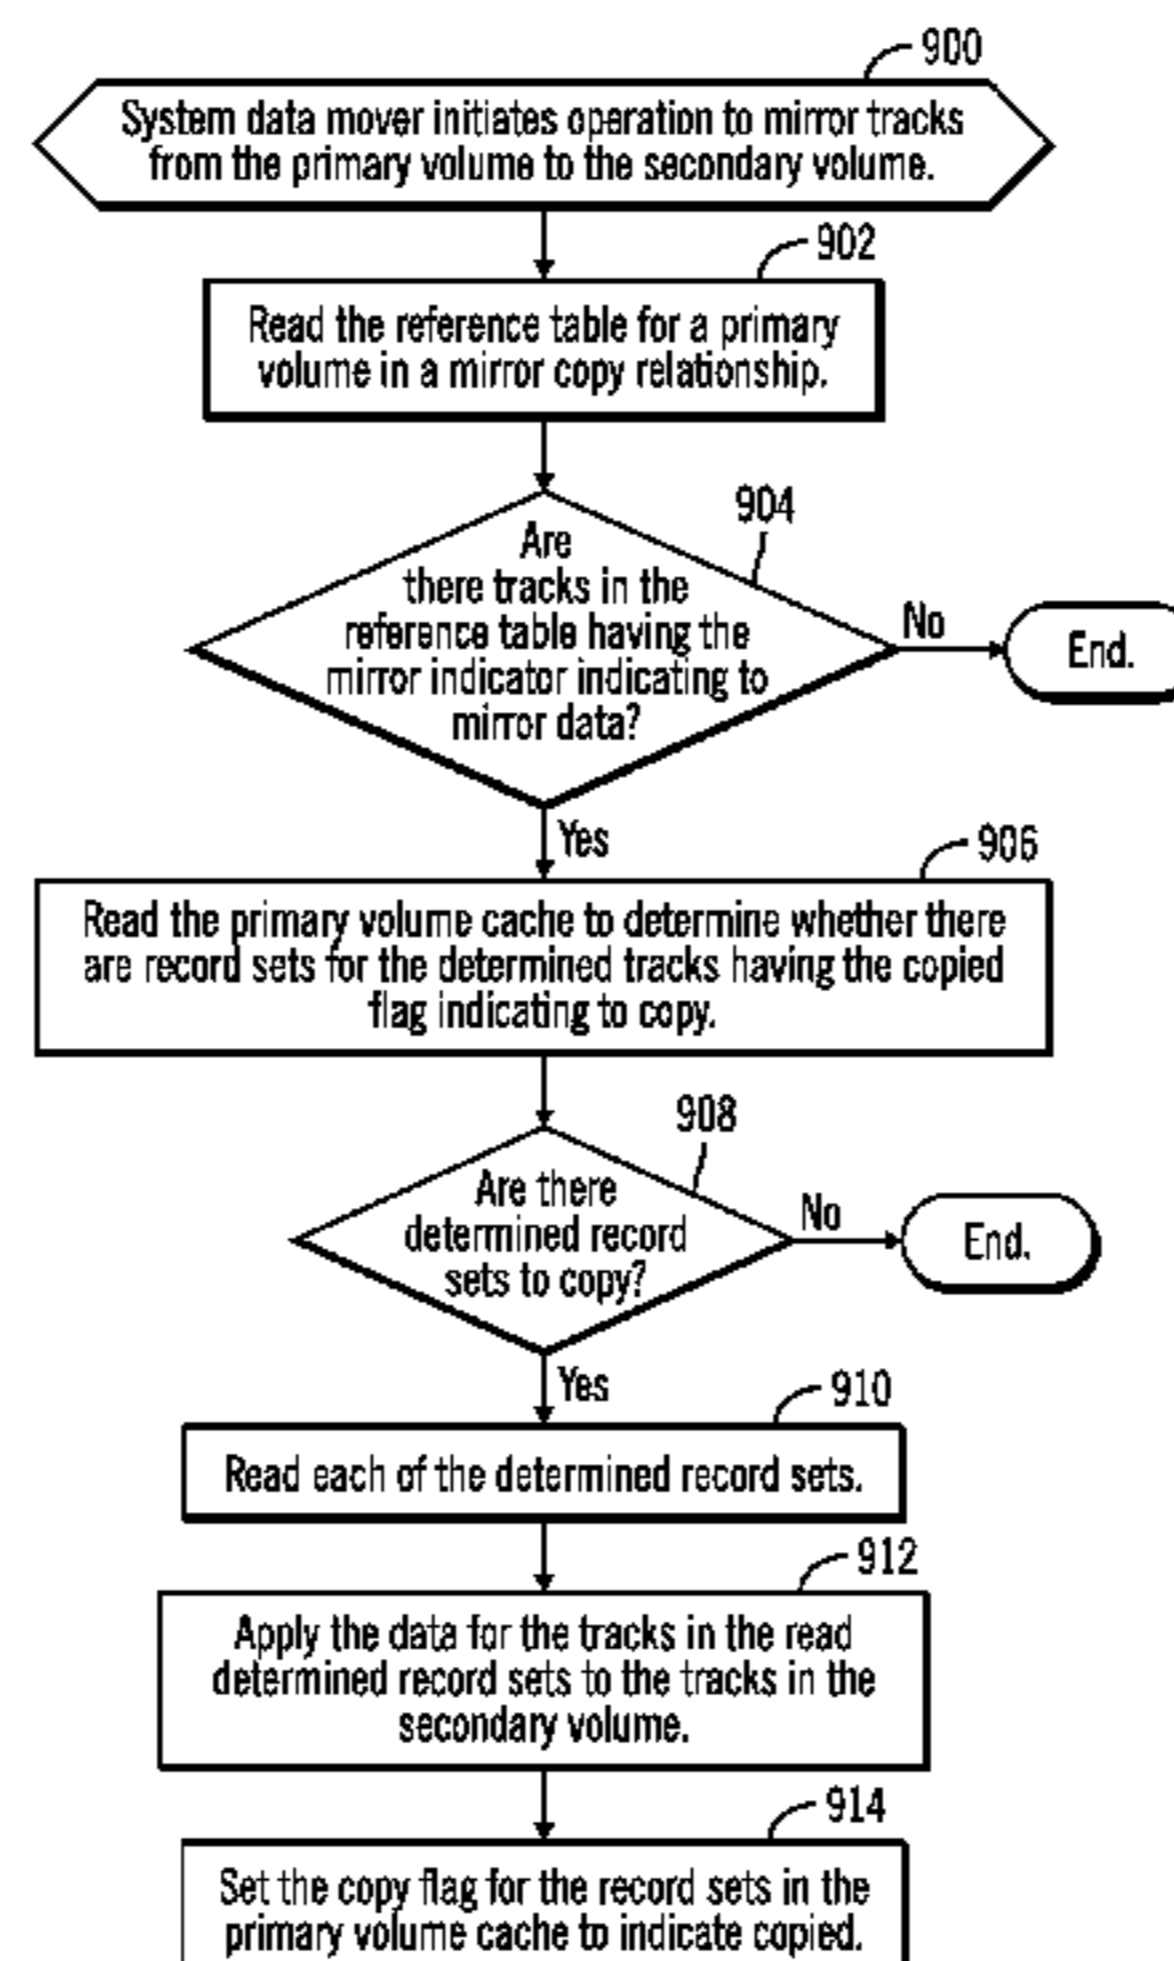 900
System data mover initiates operation to mirror tracks
from the primary volume to the secondary volume.
902
Read the reference table for a primary
volume in a mirror copy relationship.
904
Are
there tracks in the
reference table having the
mirror indicator indicating to
mirror data?
No
End.
Yes
906
Read the primary volume cache to determine whether there
are record sets for the determined tracks having the copied
flag indicating to copy.
908
Are there
determined record
sets to copy?
No
End.
Yes
910
Read each of the determined record sets.
912
Apply the data for the tracks in the read
determined record sets to the tracks in the
secondary volume.
914
Set the copy flag for the record sets in the
primary volume cache to indicate copied.